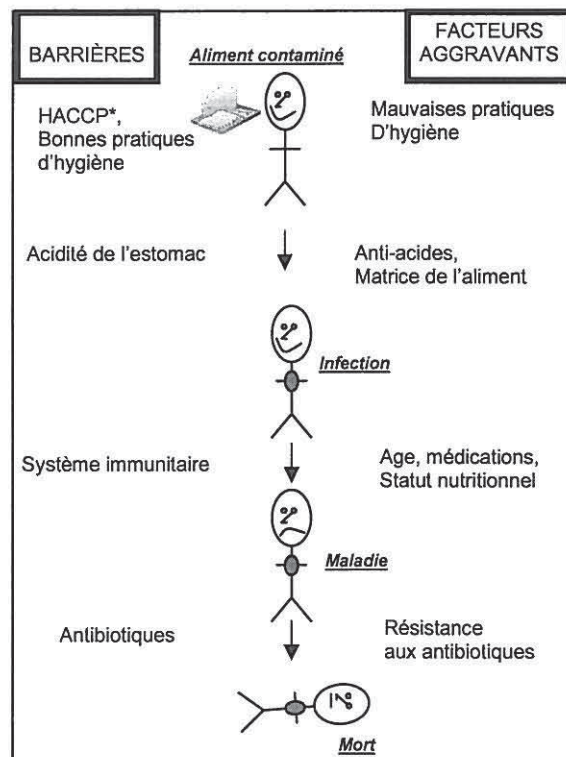 BARRIÈRES
Aliment contaminé
FACTEURS
AGGRAVANTS
HACCP*,
Bonnes pratiques
d'hygiène
Mauvaises pratiques
D'hygiène
Acidité de l'estomac
Anti-acides,
Matrice de l'aliment
Infection
Système immunitaire
Age, médications,
Statut nutritionnel
Maladie
Antibiotiques
Résistance
aux antibiotiques
Mort